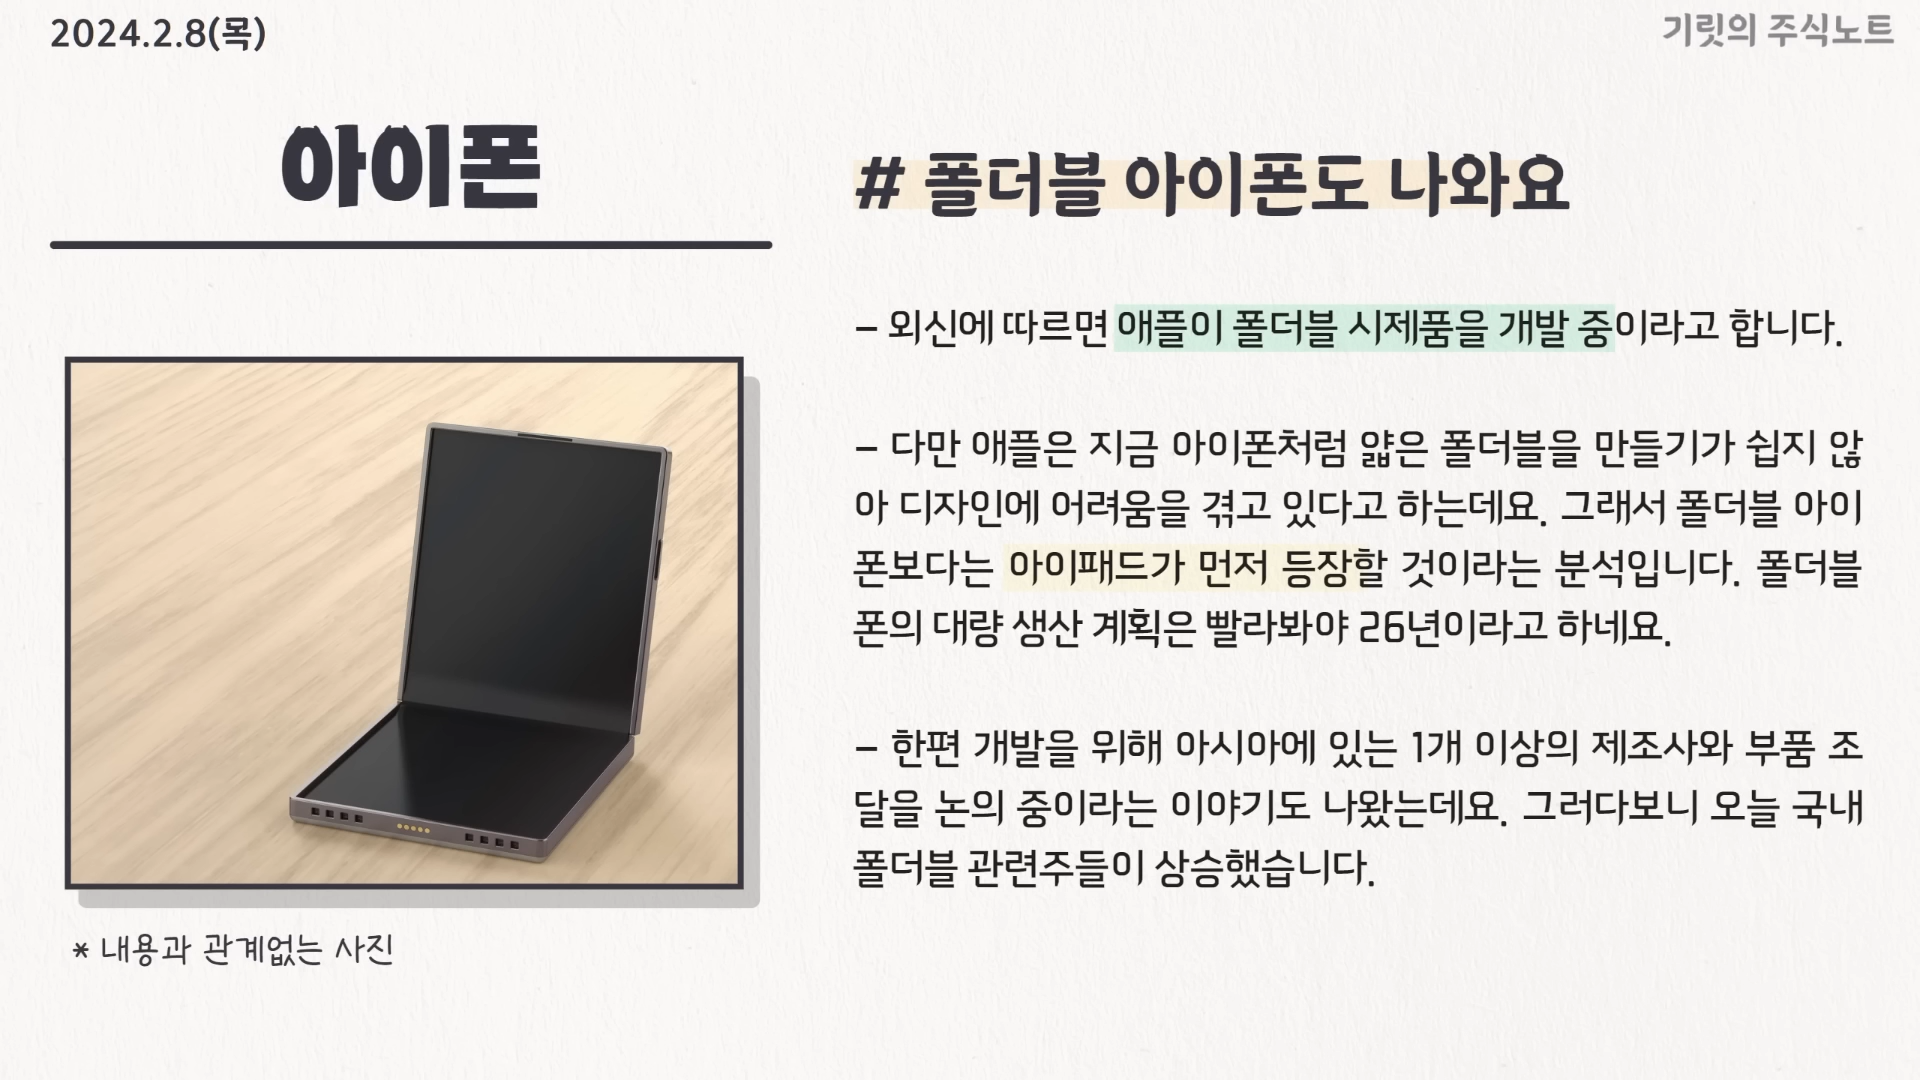 2024.2.8(목)
기릿의 주식노트
아이폰
# 폴더블 아이폰도 나와요
– 외신에 따르면 애플이 폴더블 시제품을 개발 중이라고 합니다.
– 다만 애플은 지금 아이폰처럼 얇은 폴더블을 만들기가 쉽지 않
아 디자인에 어려움을 겪고 있다고 하는데요. 그래서 폴더블 아이
폰보다는 아이패드가 먼저 등장할 것이라는 분석입니다. 폴더블
폰의 대량 생산 계획은 빨라봐야 26년이라고 하네요.
– 한편 개발을 위해 아시아에 있는 1개 이상의 제조사와 부품 조
달을 논의 중이라는 이야기도 나왔는데요. 그러다보니 오늘 국내
폴더블 관련주들이 상승했습니다.
* 내용과 관계없는 사진